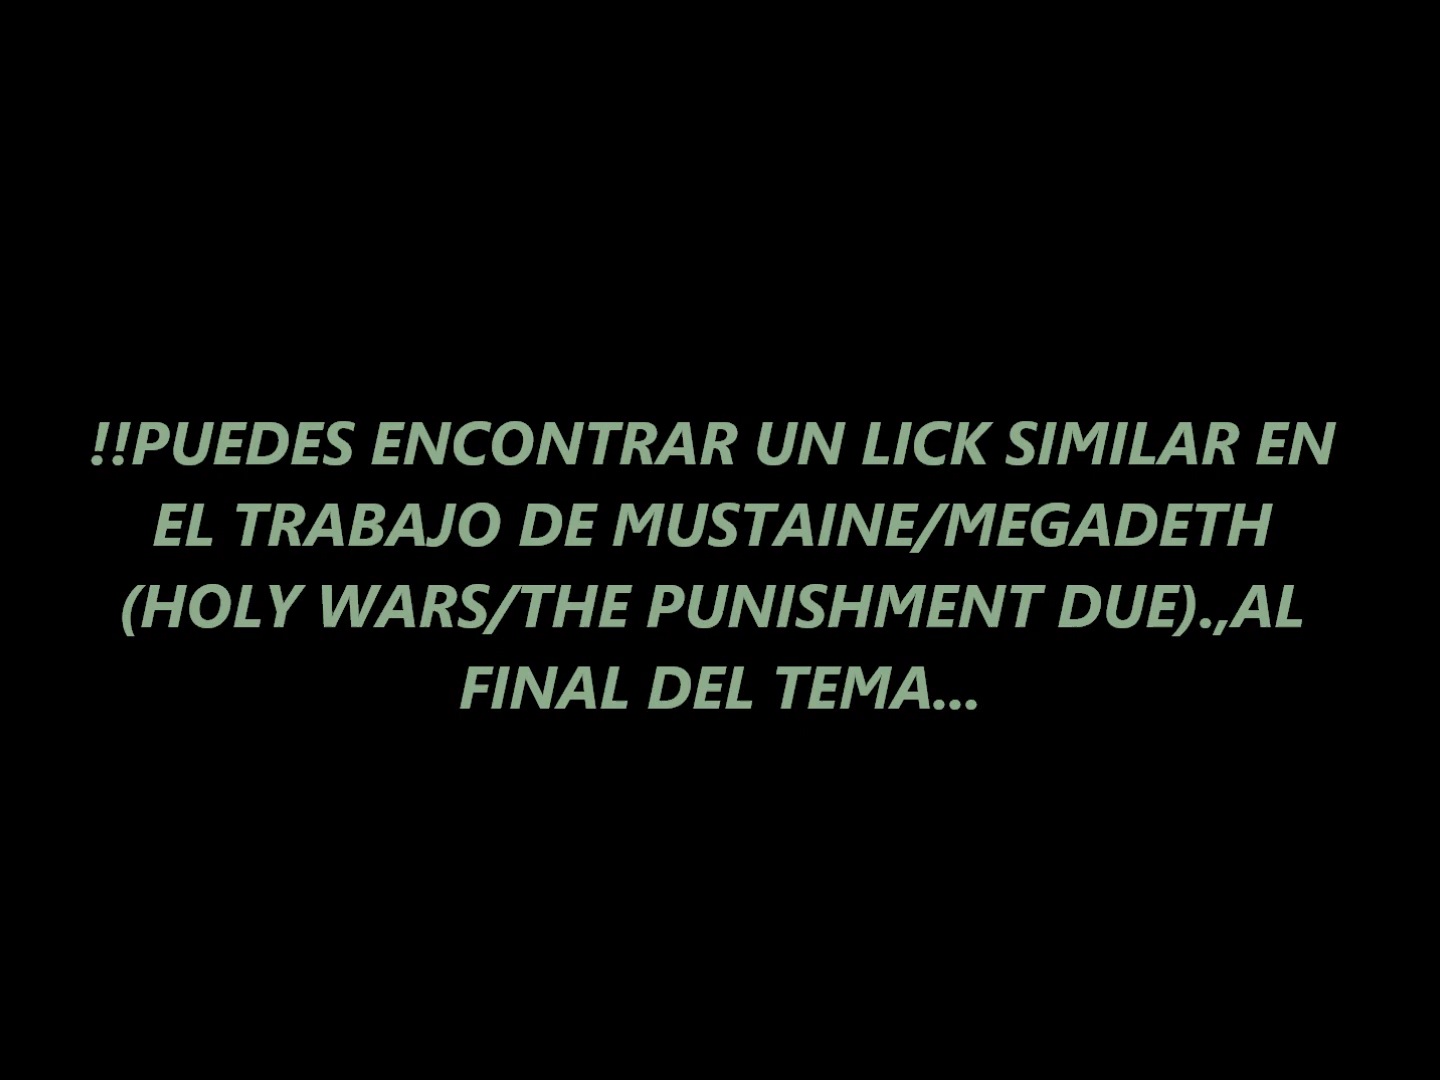 !!PUEDES ENCONTRAR UN LICK SIMILAR EN
EL TRABAJO DE MUSTAINE/MEGADETH
(HOLY WARS/THE PUNISHMENT DUE).,AL
FINAL DEL TEMA...